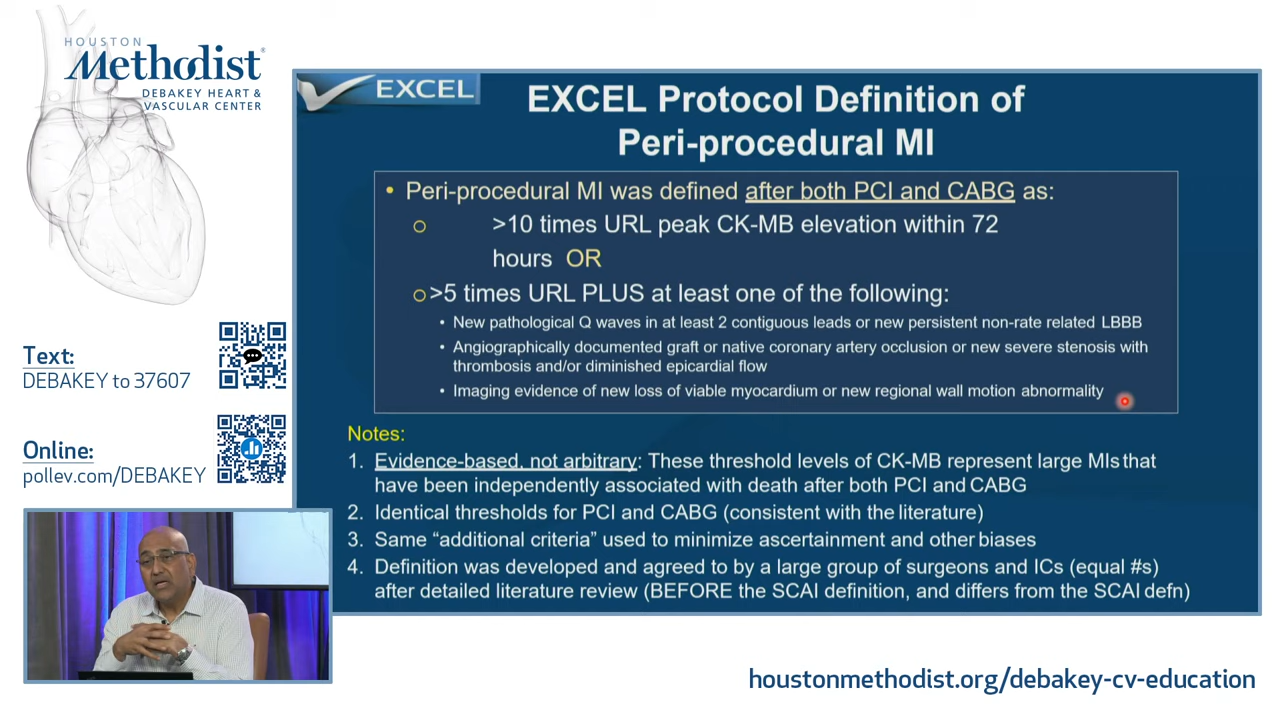 HOUSTON
Methodist®
DEBAKEY HEART &
VASCULAR CENTER
Text:
DEBAKEY to 37607
Online:
pollev.com/DEBAKEY
EXCEL
EXCEL Protocol Definition of
Peri-procedural MI
• Peri-procedural MI was defined after both PCI and CABG as:
o >10 times URL peak CK-MB elevation within 72
hours OR
o >5 times URL PLUS at least one of the following:
• New pathological Q waves in at least 2 contiguous leads or new persistent non-rate related LBBB
• Angiographically documented graft or native coronary artery occlusion or new severe stenosis with
thrombosis and/or diminished epicardial flow
• Imaging evidence of new loss of viable myocardium or new regional wall motion abnormality
Notes:
1. Evidence-based, not arbitrary: These threshold levels of CK-MB represent large MIs that
have been independently associated with death after both PCI and CABG
2. Identical thresholds for PCI and CABG (consistent with the literature)
3. Same “additional criteria” used to minimize ascertainment and other biases
4. Definition was developed and agreed to by a large group of surgeons and ICs (equal #s)
after detailed literature review (BEFORE the SCAI definition, and differs from the SCAI defn)
houstonmethodist.org/debakey-cv-education